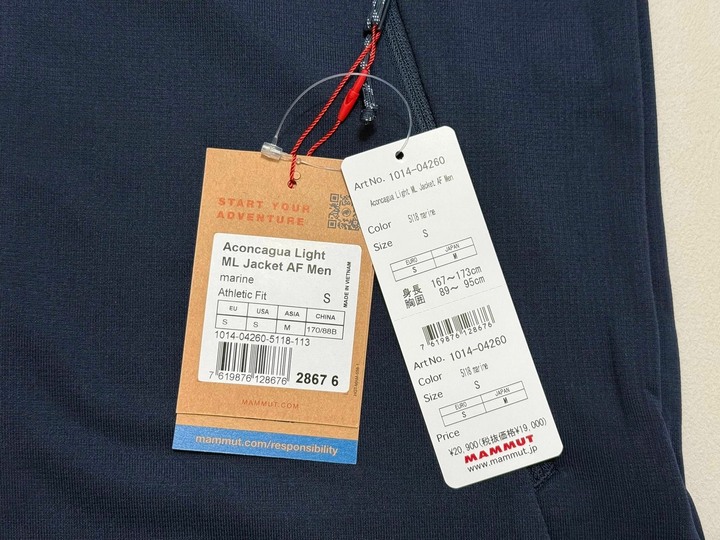 START YOUR
ADVENTURE
Aconcagua Light
ML Jacket AF Men
marine
Athletic Fit
S
MADE IN VIETNAM
EU USA ASIA CHINA
S S M 170/88B
1014-04260-5118-113
7 619876 128676
2867 6
MAMMUT.COM
mammut.com/responsibility
Art No. 1014-04260
Aconcagua Light ML Jacket AF Men
Color 5118 marine
Size S
EURO JAPAN
S M
身長 167～173cm
胸囲 89～ 95cm
7 619876 128676
Art No. 1014-04260
Color 5118 marine
Size S
EURO JAPAN
S M
Price
¥20,900(税抜価格¥19,000)
MAMMUT
www.mammut.jp